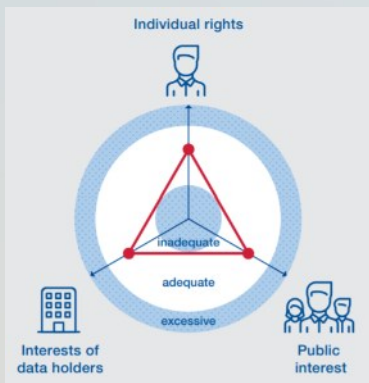 Individual rights
inadequate
adequate
excessive
Interests of
data holders
Public
interest